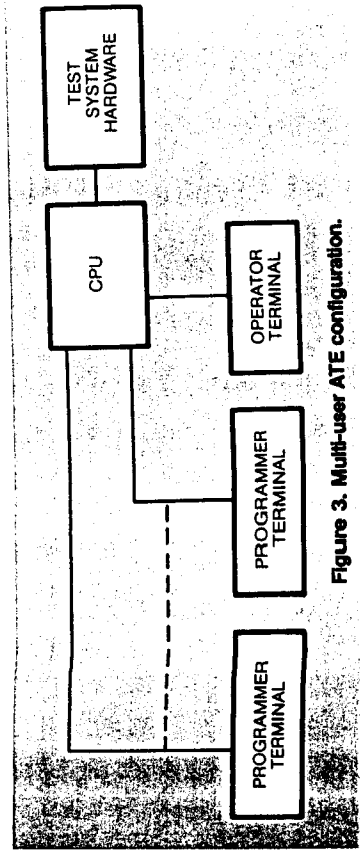 TEST
SYSTEM
HARDWARE
CPU
OPERATOR
TERMINAL
PROGRAMMER
TERMINAL
PROGRAMMER
TERMINAL
Figure 3. Multi-user ATE configuration.